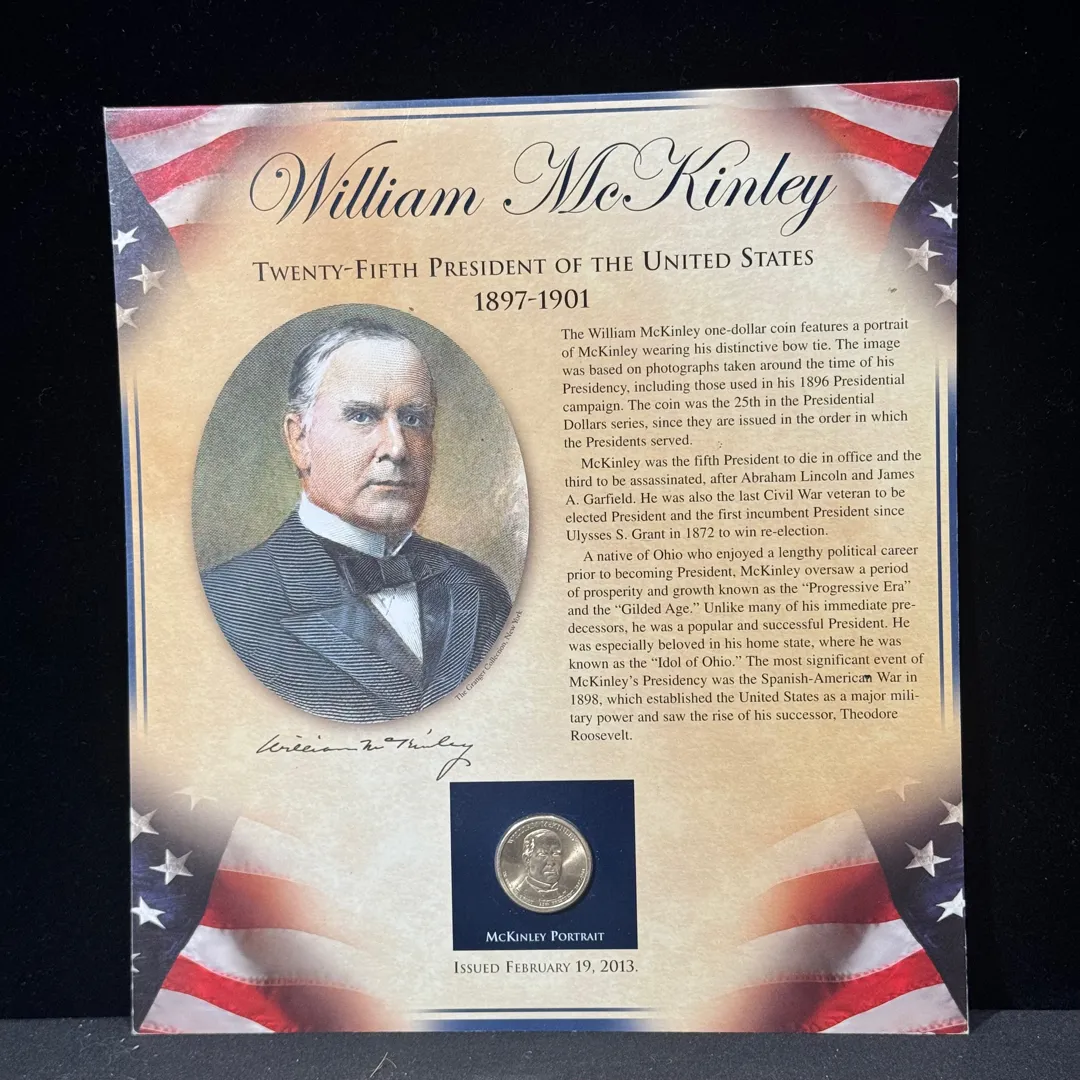 William McKinley
Twenty-Fifth President of the United States
1897-1901
The William McKinley one-dollar coin features a portrait
of McKinley wearing his distinctive bow tie. The image
was based on photographs taken around the time of his
Presidency, including those used in his 1896 Presidential
campaign. The coin was the 25th in the Presidential
Dollars series, since they are issued in the order in which
the Presidents served.
McKinley was the fifth President to die in office and the
third to be assassinated, after Abraham Lincoln and James
A. Garfield. He was also the last Civil War veteran to be
elected President and the first incumbent President since
Ulysses S. Grant in 1872 to win re-election.
A native of Ohio who enjoyed a lengthy political career
prior to becoming President, McKinley oversaw a period
of prosperity and growth known as the “Progressive Era”
and the “Gilded Age.” Unlike many of his immediate pre-
decessors, he was a popular and successful President. He
was especially beloved in his home state, where he was
known as the “Idol of Ohio.” The most significant event of
McKinley’s Presidency was the Spanish-American War in
1898, which established the United States as a major mili-
tary power and saw the rise of his successor, Theodore
Roosevelt.
The Granger Collection, New York
William McKinley
WILLIAM McKINLEY
McKinley Portrait
Issued February 19, 2013.